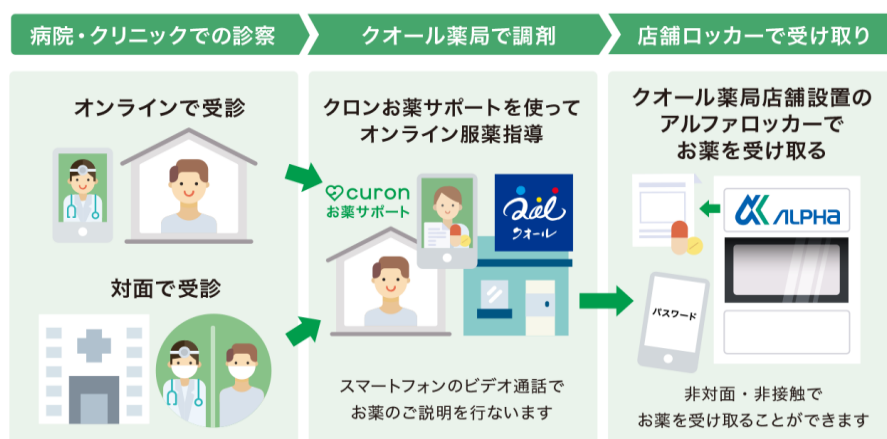 病院・クリニックでの診察
クオール薬局で調剤
店舗ロッカーで受け取り
オンラインで受診
対面で受診
クロンお薬サポートを使って
オンライン服薬指導
curon
お薬サポート
クオール
スマートフォンのビデオ通話で
お薬のご説明を行ないます
クオール薬局店舗設置の
アルファロッカーで
お薬を受け取る
ALPHA
パスワード
非対面・非接触で
お薬を受け取ることができます